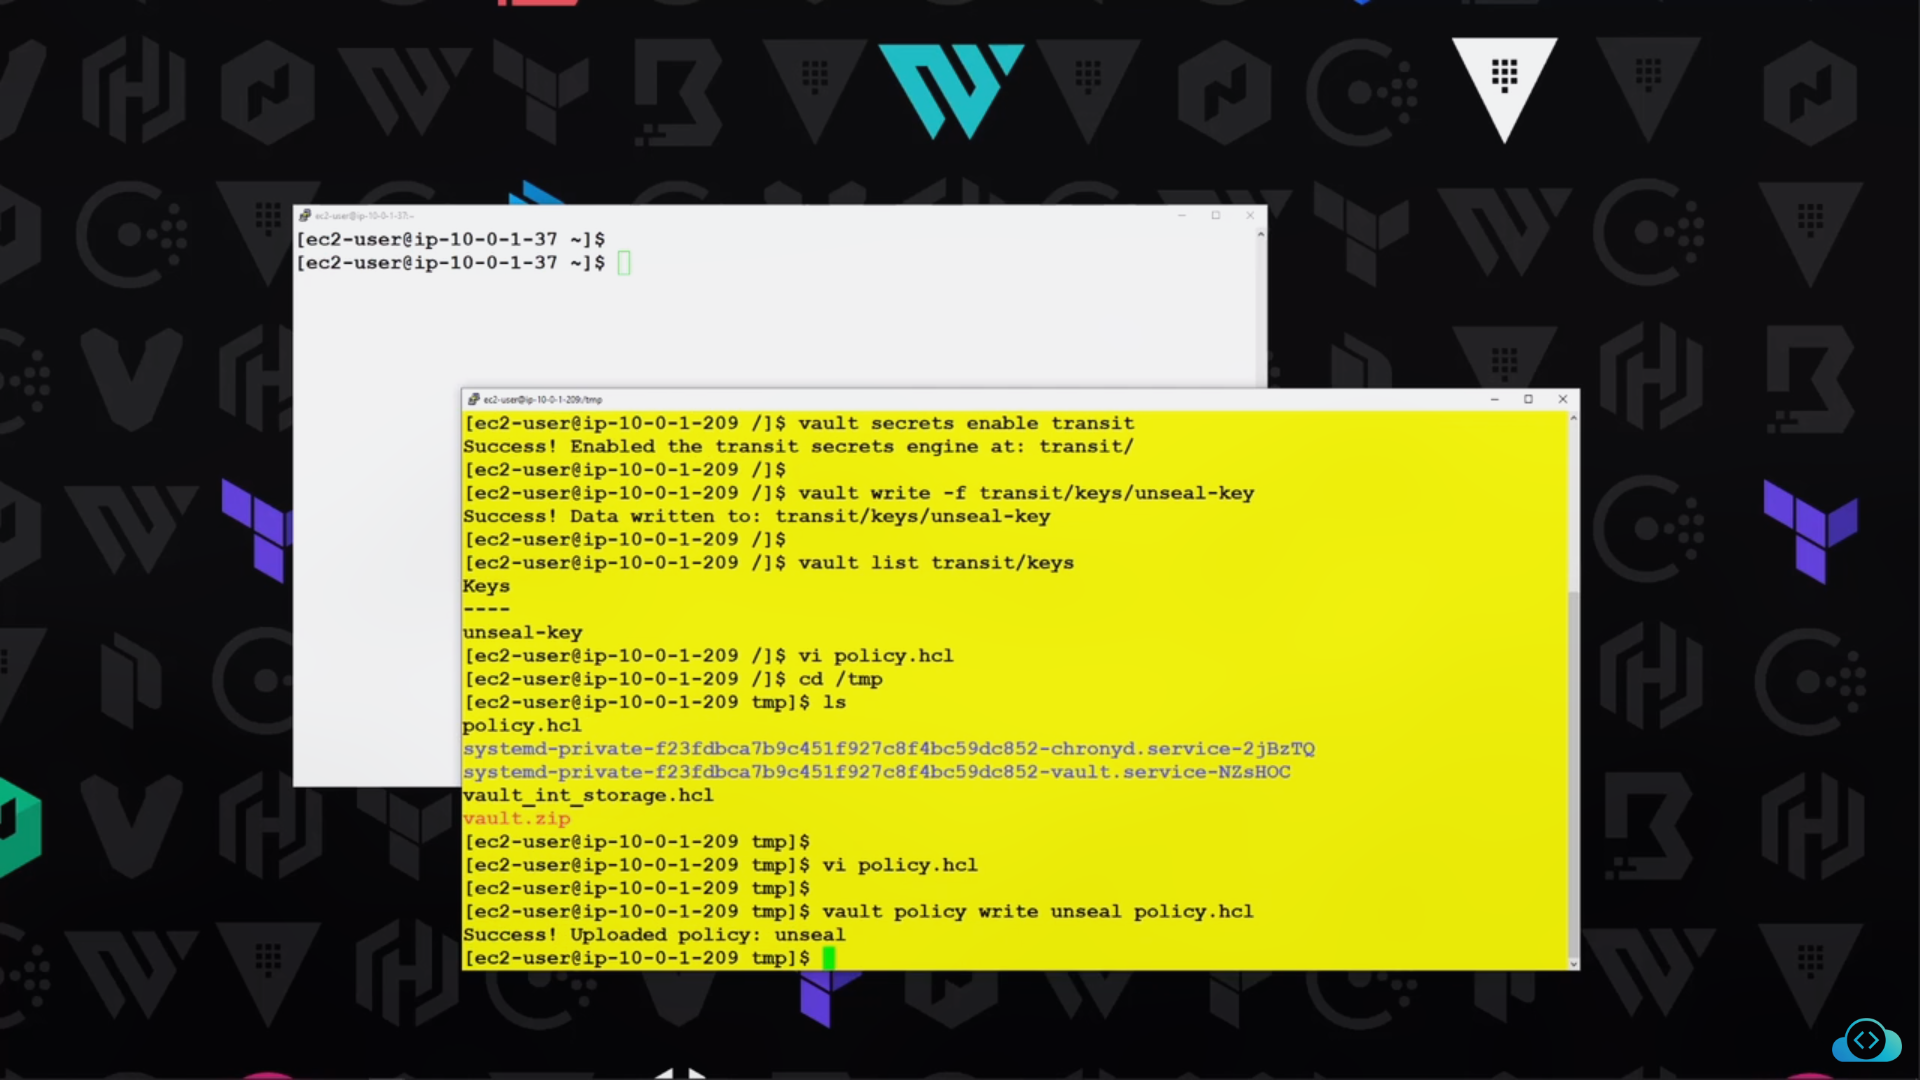 ec2-user@ip-10-0-1-37:~
[ec2-user@ip-10-0-1-37 ~]$
[ec2-user@ip-10-0-1-37 ~]$
ec2-user@ip-10-0-1-209:/tmp
[ec2-user@ip-10-0-1-209 /]$ vault secrets enable transit
Success! Enabled the transit secrets engine at: transit/
[ec2-user@ip-10-0-1-209 /]$
[ec2-user@ip-10-0-1-209 /]$ vault write -f transit/keys/unseal-key
Success! Data written to: transit/keys/unseal-key
[ec2-user@ip-10-0-1-209 /]$
[ec2-user@ip-10-0-1-209 /]$ vault list transit/keys
Keys
----
unseal-key
[ec2-user@ip-10-0-1-209 /]$ vi policy.hcl
[ec2-user@ip-10-0-1-209 /]$ cd /tmp
[ec2-user@ip-10-0-1-209 tmp]$ ls
policy.hcl
systemd-private-f23fdbca7b9c451f927c8f4bc59dc852-chronyd.service-2jBzTQ
systemd-private-f23fdbca7b9c451f927c8f4bc59dc852-vault.service-NZsHOC
vault_int_storage.hcl
vault.zip
[ec2-user@ip-10-0-1-209 tmp]$
[ec2-user@ip-10-0-1-209 tmp]$ vi policy.hcl
[ec2-user@ip-10-0-1-209 tmp]$
[ec2-user@ip-10-0-1-209 tmp]$ vault policy write unseal policy.hcl
Success! Uploaded policy: unseal
[ec2-user@ip-10-0-1-209 tmp]$